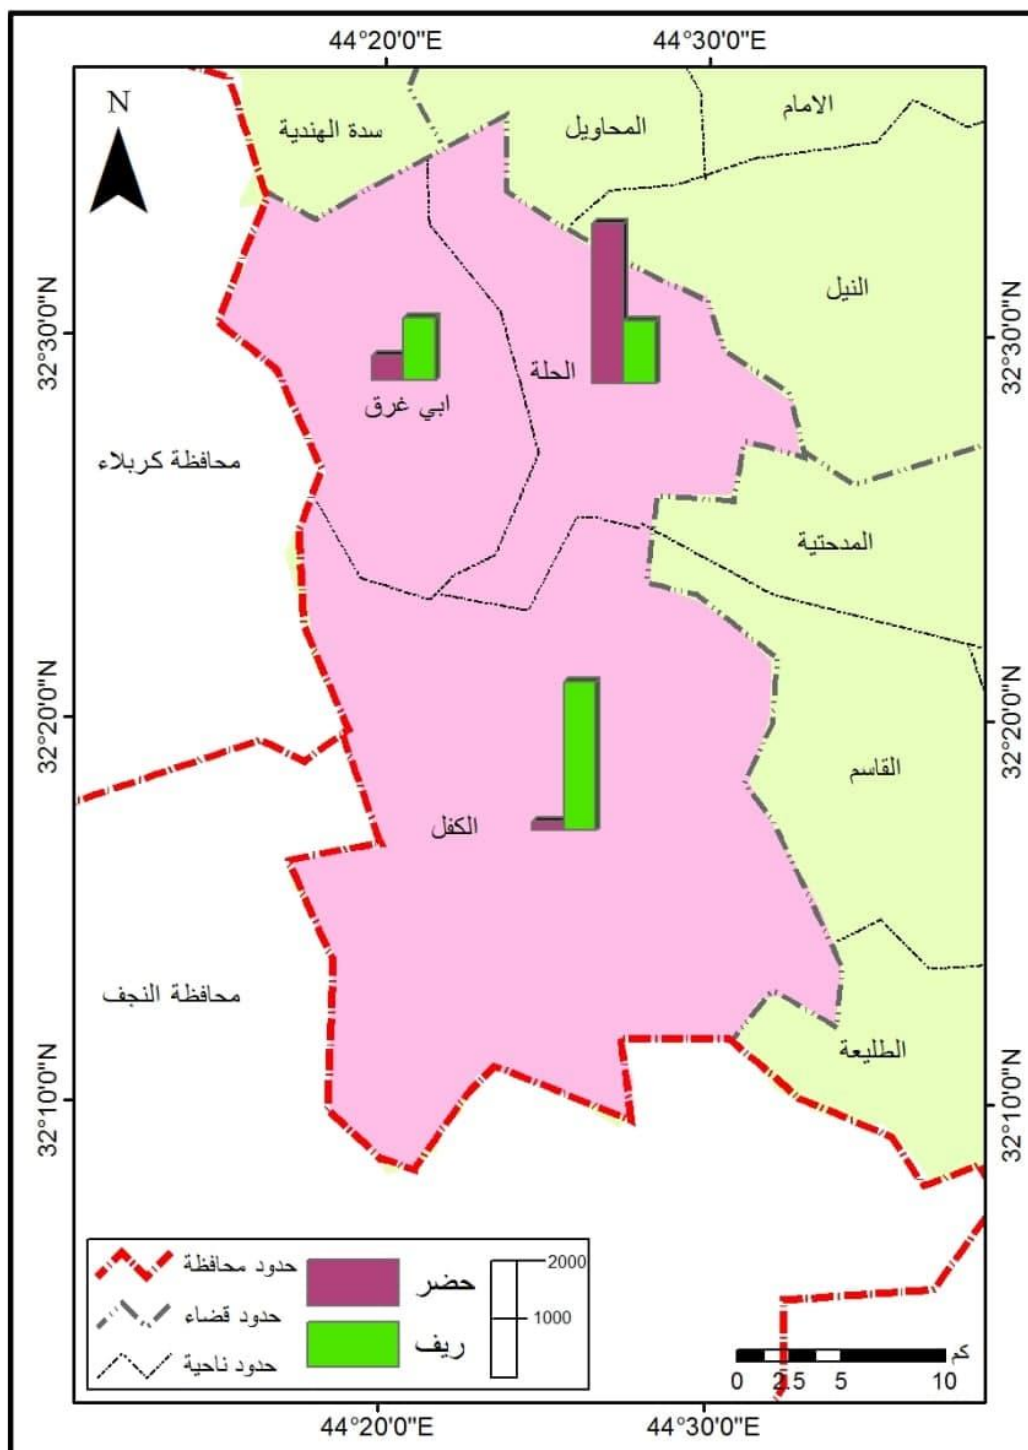 44°20'0"E
44°30'0"E
N
سدة الهندية
المحاويل
الامام
النيل
32°30'0"N
32°30'0"N
الحلة
ابي غرق
محافظة كربلاء
المدحتية
32°20'0"N
32°20'0"N
القاسم
الكفل
محافظة النجف
الطليعة
32°10'0"N
32°10'0"N
حدود محافظة
حدود قضاء
حدود ناحية
حضر
ريف
2000
1000
كم
0 2.5 5 10
44°20'0"E
44°30'0"E